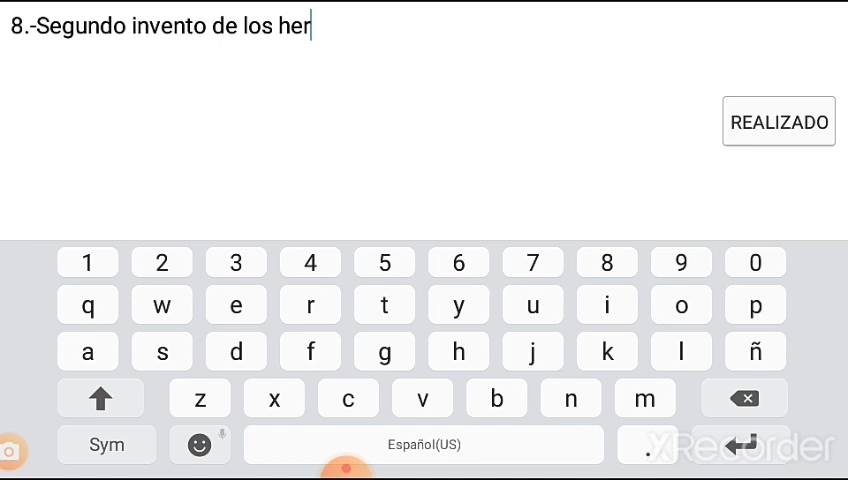 8.-Segundo invento de los her
REALIZADO
1 2 3 4 5 6 7 8 9 0
q w e r t y u i o p
a s d f g h j k l ñ
z x c v b n m
Sym Español(US) .
XRecorder